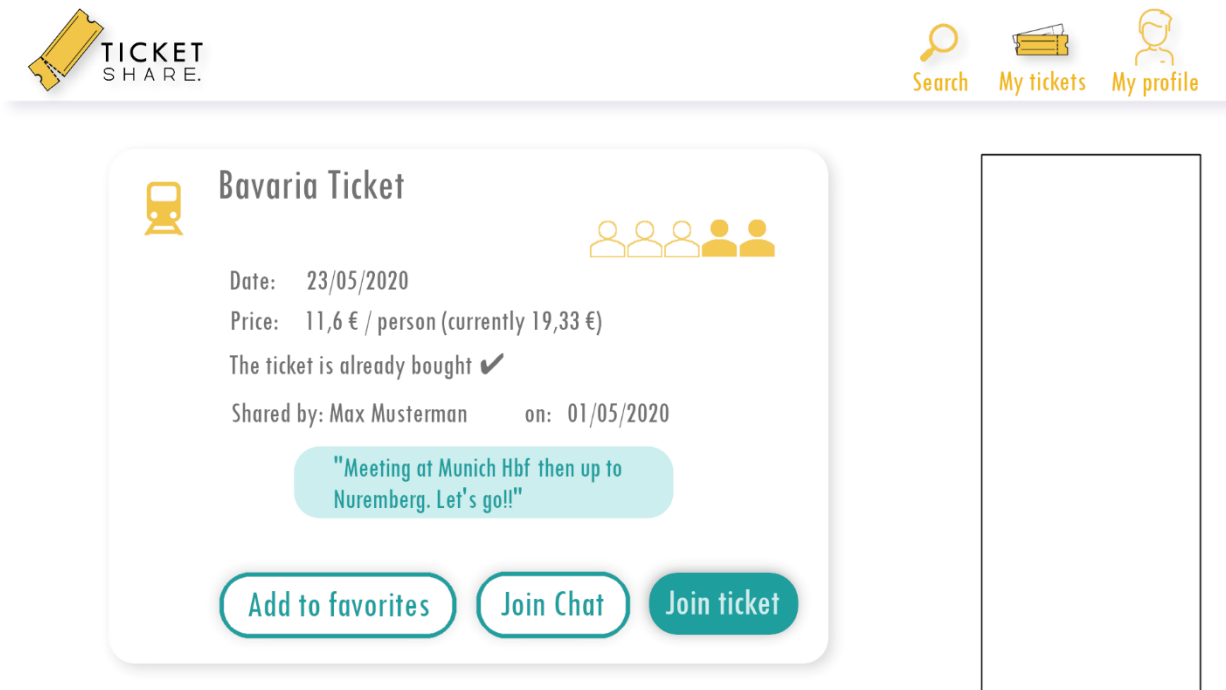 TICKET
SHARE.
Search
My tickets
My profile
Bavaria Ticket
Date: 23/05/2020
Price: 11,6 € / person (currently 19,33 €)
The ticket is already bought ✔
Shared by: Max Musterman on: 01/05/2020
"Meeting at Munich Hbf then up to
Nuremberg. Let's go!!"
Add to favorites
Join Chat
Join ticket